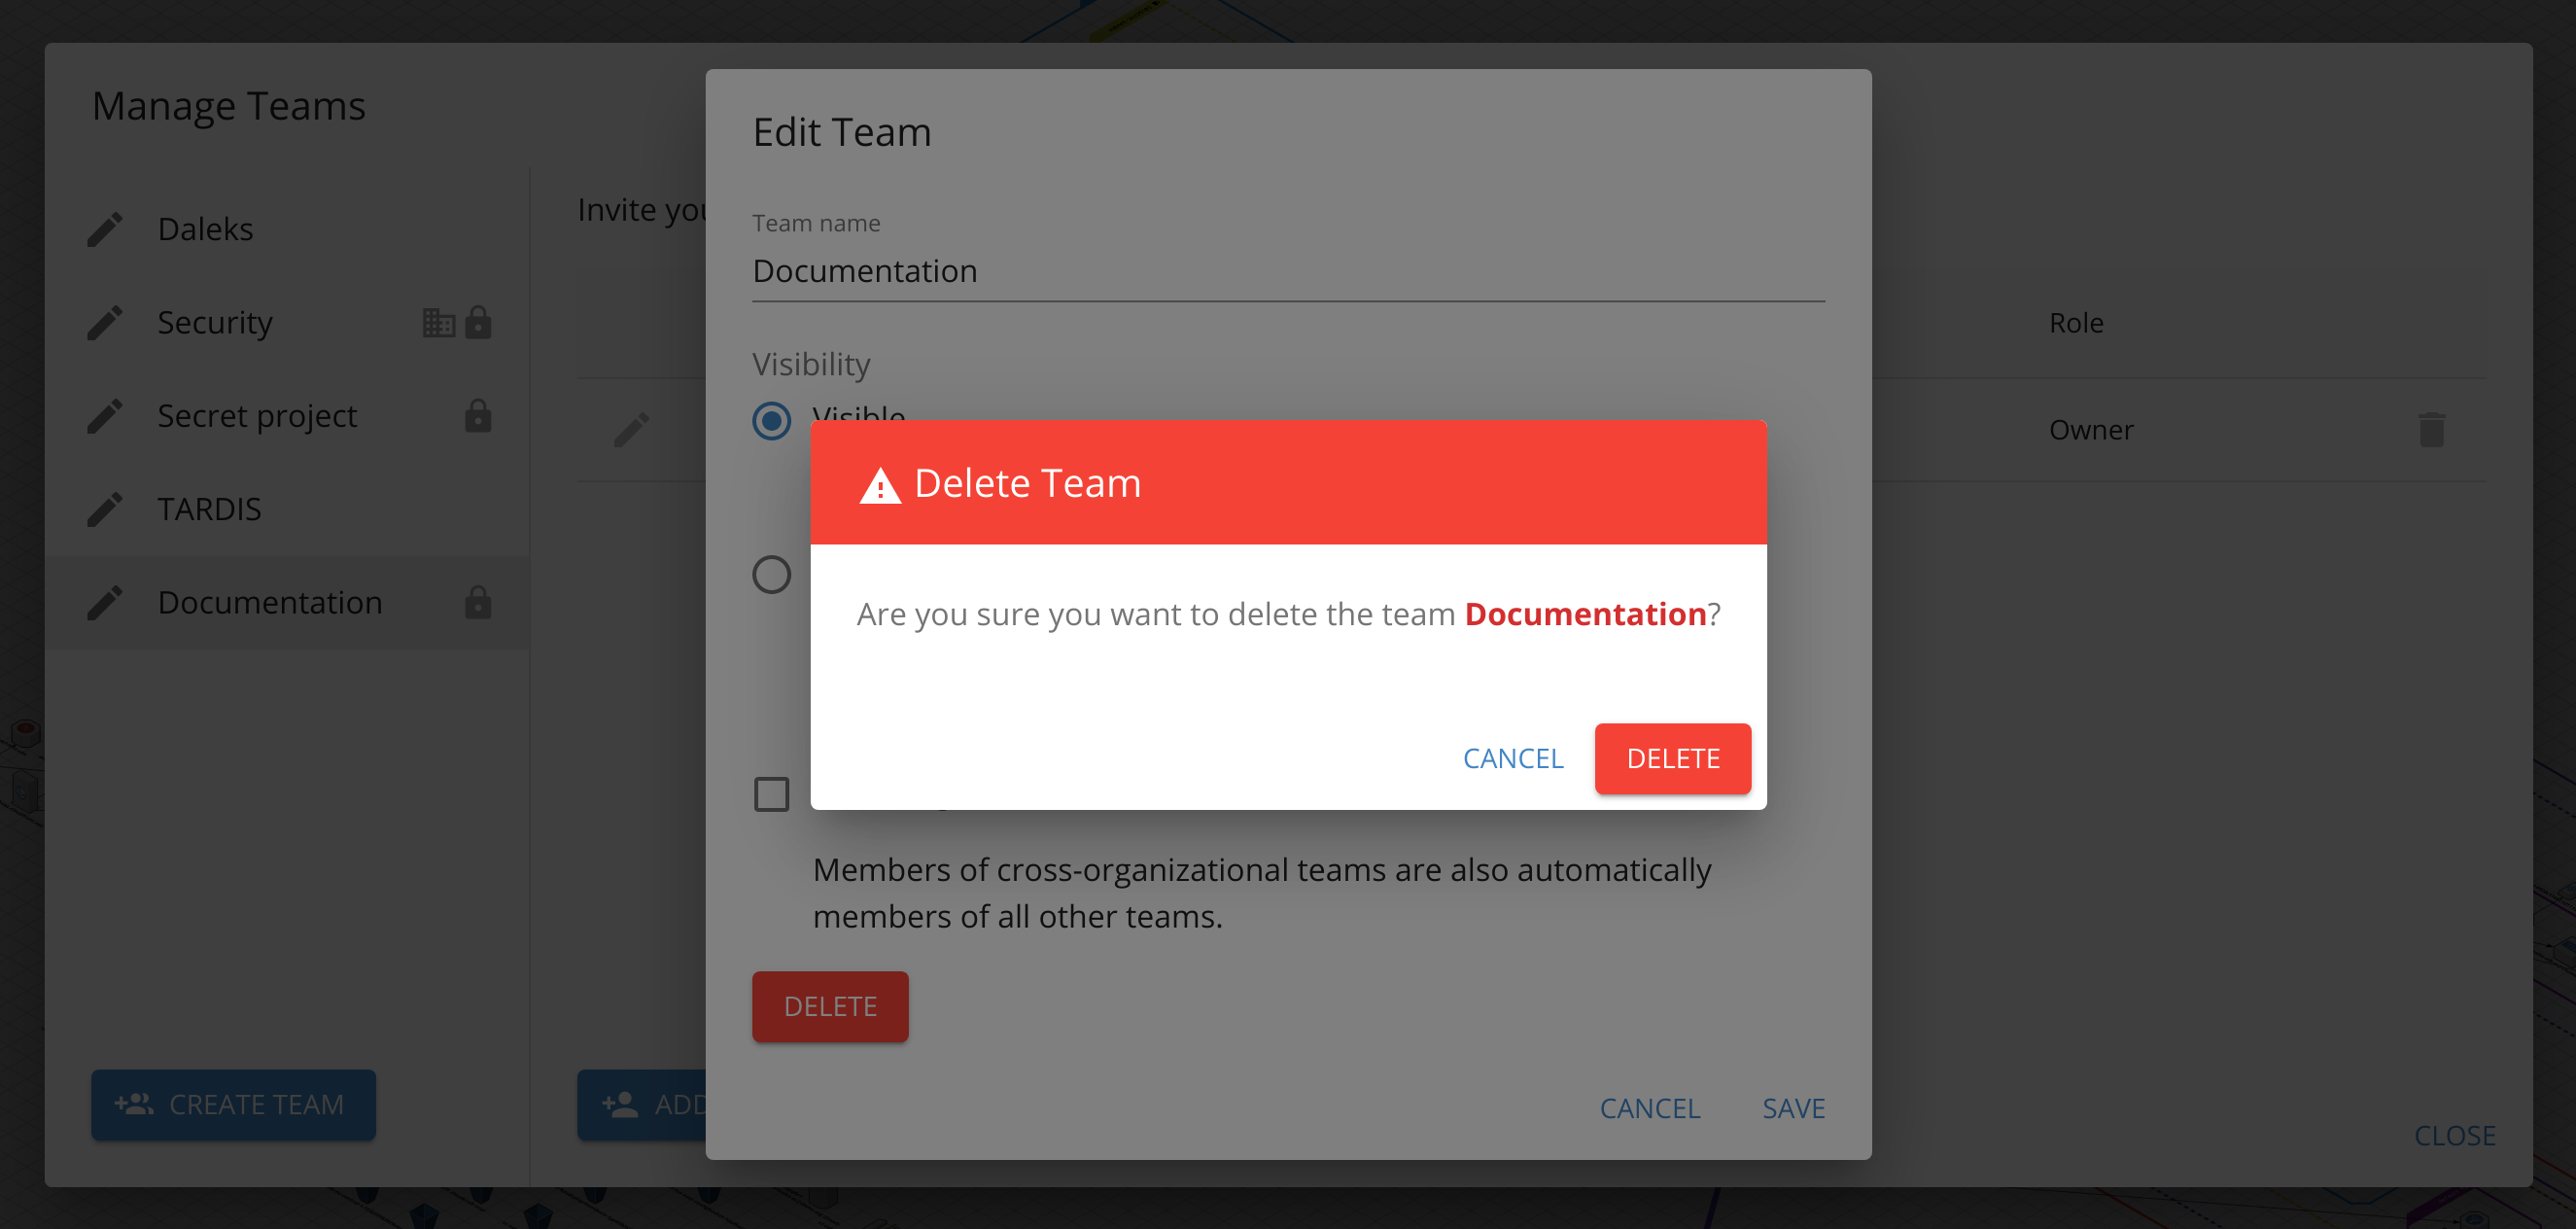 Manage Teams
Daleks
Security
Secret project
TARDIS
Documentation
CREATE TEAM
Invite you
Role
Owner
ADD
CLOSE
Edit Team
Team name
Documentation
Visibility
Visible
Delete Team
Are you sure you want to delete the team Documentation?
CANCEL DELETE
Members of cross-organizational teams are also automatically
members of all other teams.
DELETE
CANCEL SAVE